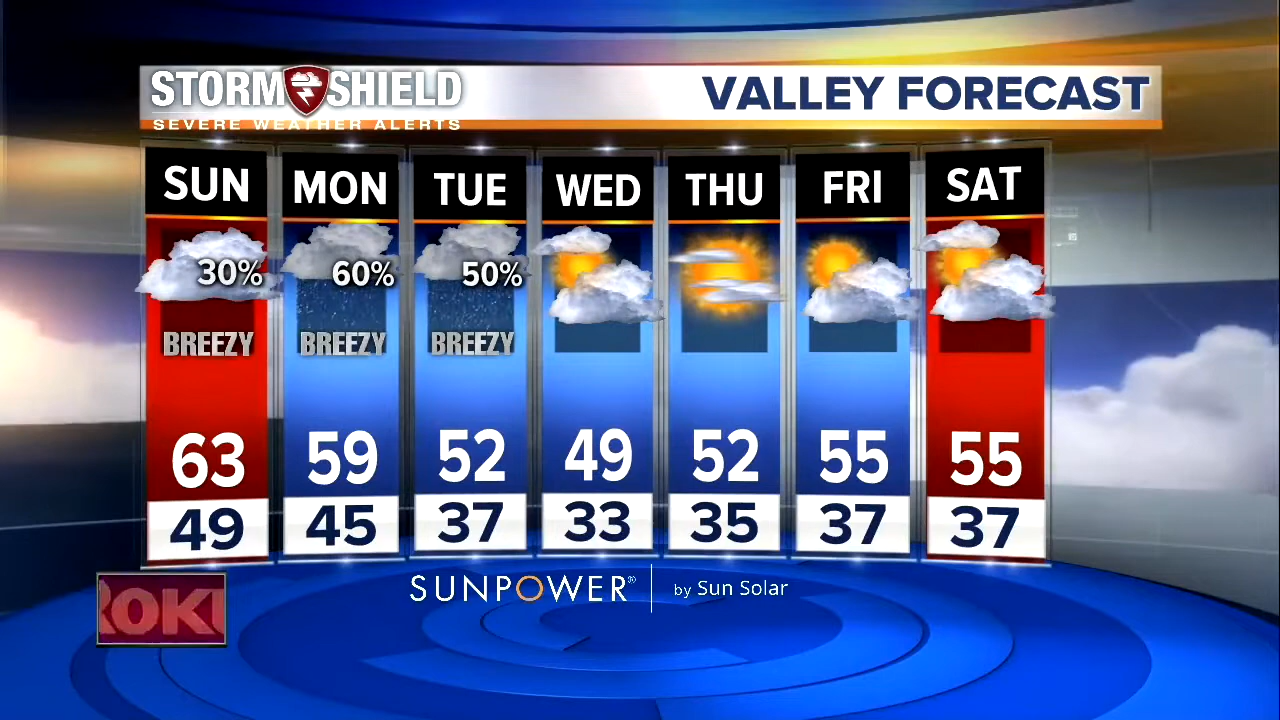 STORM SHIELD
SEVERE WEATHER ALERTS
VALLEY FORECAST
SUN MON TUE WED THU FRI SAT
30% 60% 50%
BREEZY BREEZY BREEZY
63 59 52 49 52 55 55
49 45 37 33 35 37 37
SUNPOWER® by Sun Solar